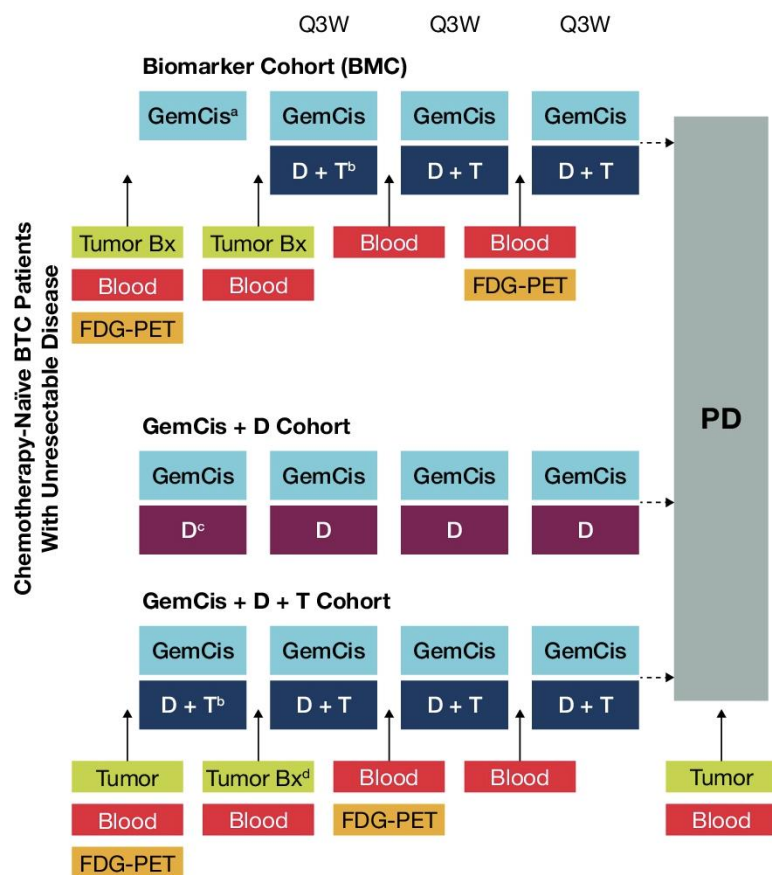 Q3W Q3W Q3W
Biomarker Cohort (BMC)
GemCisᵃ GemCis GemCis GemCis
D + Tᵇ D + T D + T
Tumor Bx Tumor Bx Blood Blood
Blood Blood FDG-PET
FDG-PET
Chemotherapy-Naïve BTC Patients
With Unresectable Disease
PD
GemCis + D Cohort
GemCis GemCis GemCis GemCis
Dᶜ D D D
GemCis + D + T Cohort
GemCis GemCis GemCis GemCis
D + Tᵇ D + T D + T D + T
Tumor Tumor Bxᵈ Blood Blood Tumor
Blood Blood FDG-PET Blood
FDG-PET